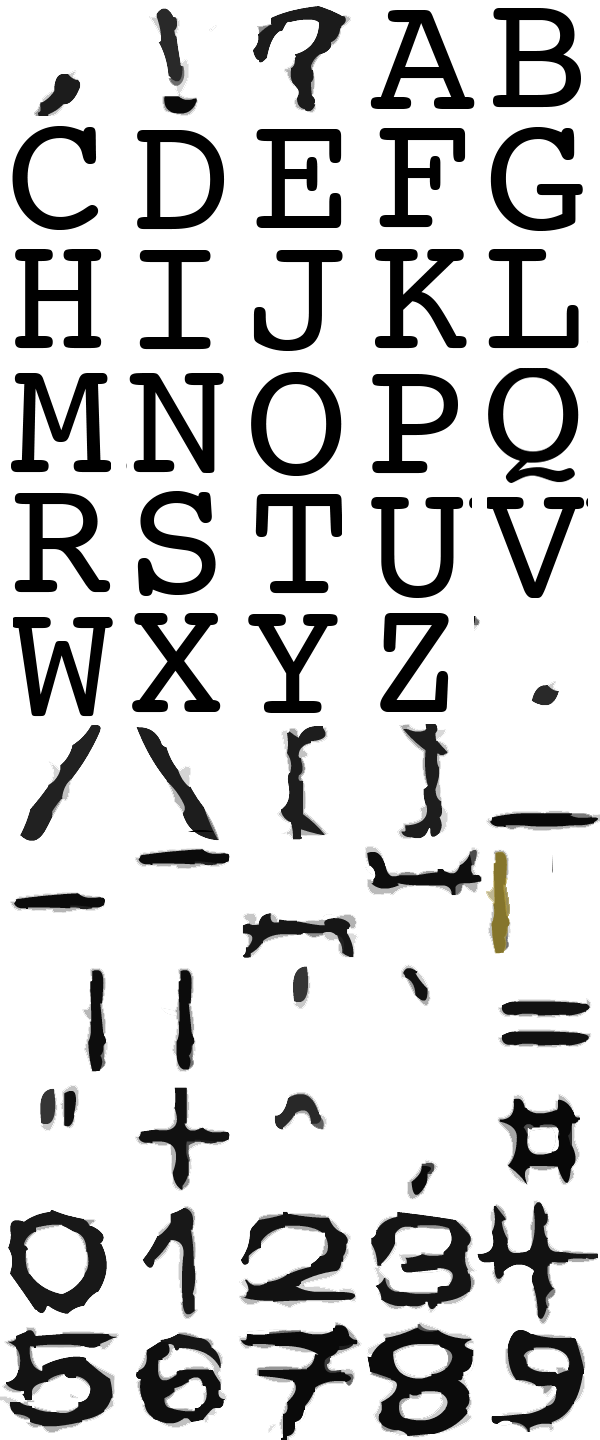 , ! ? A B
C D E F G
H I J K L
M N O P Q
R S T U V
W X Y Z .
/ \ [ ] _
- ¯ ⎴ ⎵ |
| | ' ` =
" + ^ , ¤
0 1 2 3 4
5 6 7 8 9